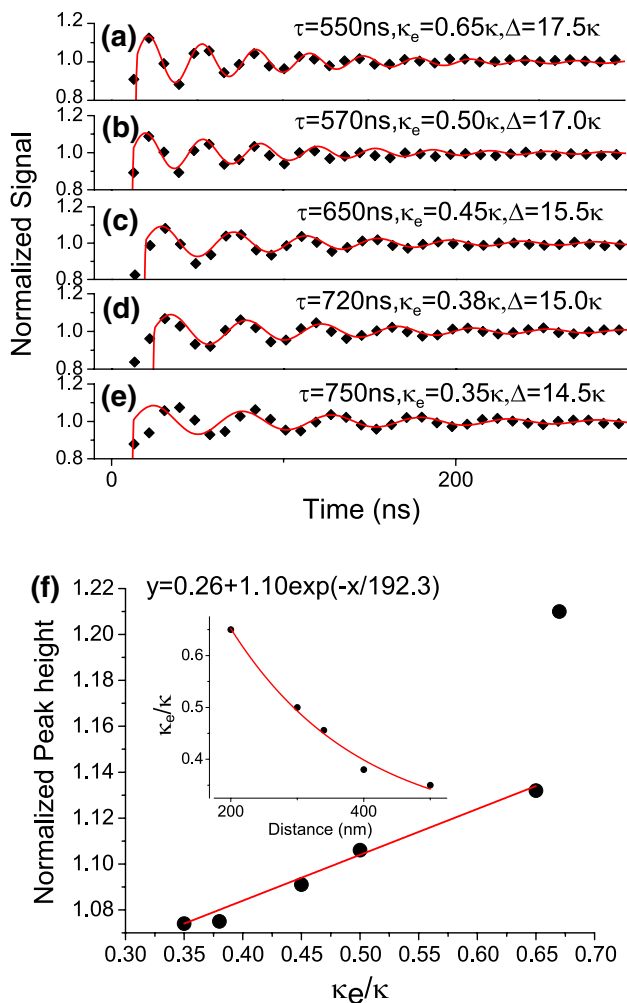 (a) τ=550ns,κe=0.65κ,Δ=17.5κ
1.2
1.0
0.8
(b) τ=570ns,κe=0.50κ,Δ=17.0κ
1.2
1.0
0.8
(c) τ=650ns,κe=0.45κ,Δ=15.5κ
1.2
1.0
0.8
(d) τ=720ns,κe=0.38κ,Δ=15.0κ
1.2
1.0
0.8
(e) τ=750ns,κe=0.35κ,Δ=14.5κ
1.2
1.0
0.8
Normalized Signal
0 200
Time (ns)
(f) y=0.26+1.10exp(-x/192.3)
1.22
1.20
1.18
1.16
1.14
1.12
1.10
1.08
Normalized Peak height
0.6
0.5
0.4
κe/κ
200 400
Distance (nm)
0.30 0.35 0.40 0.45 0.50 0.55 0.60 0.65 0.70
κe/κ